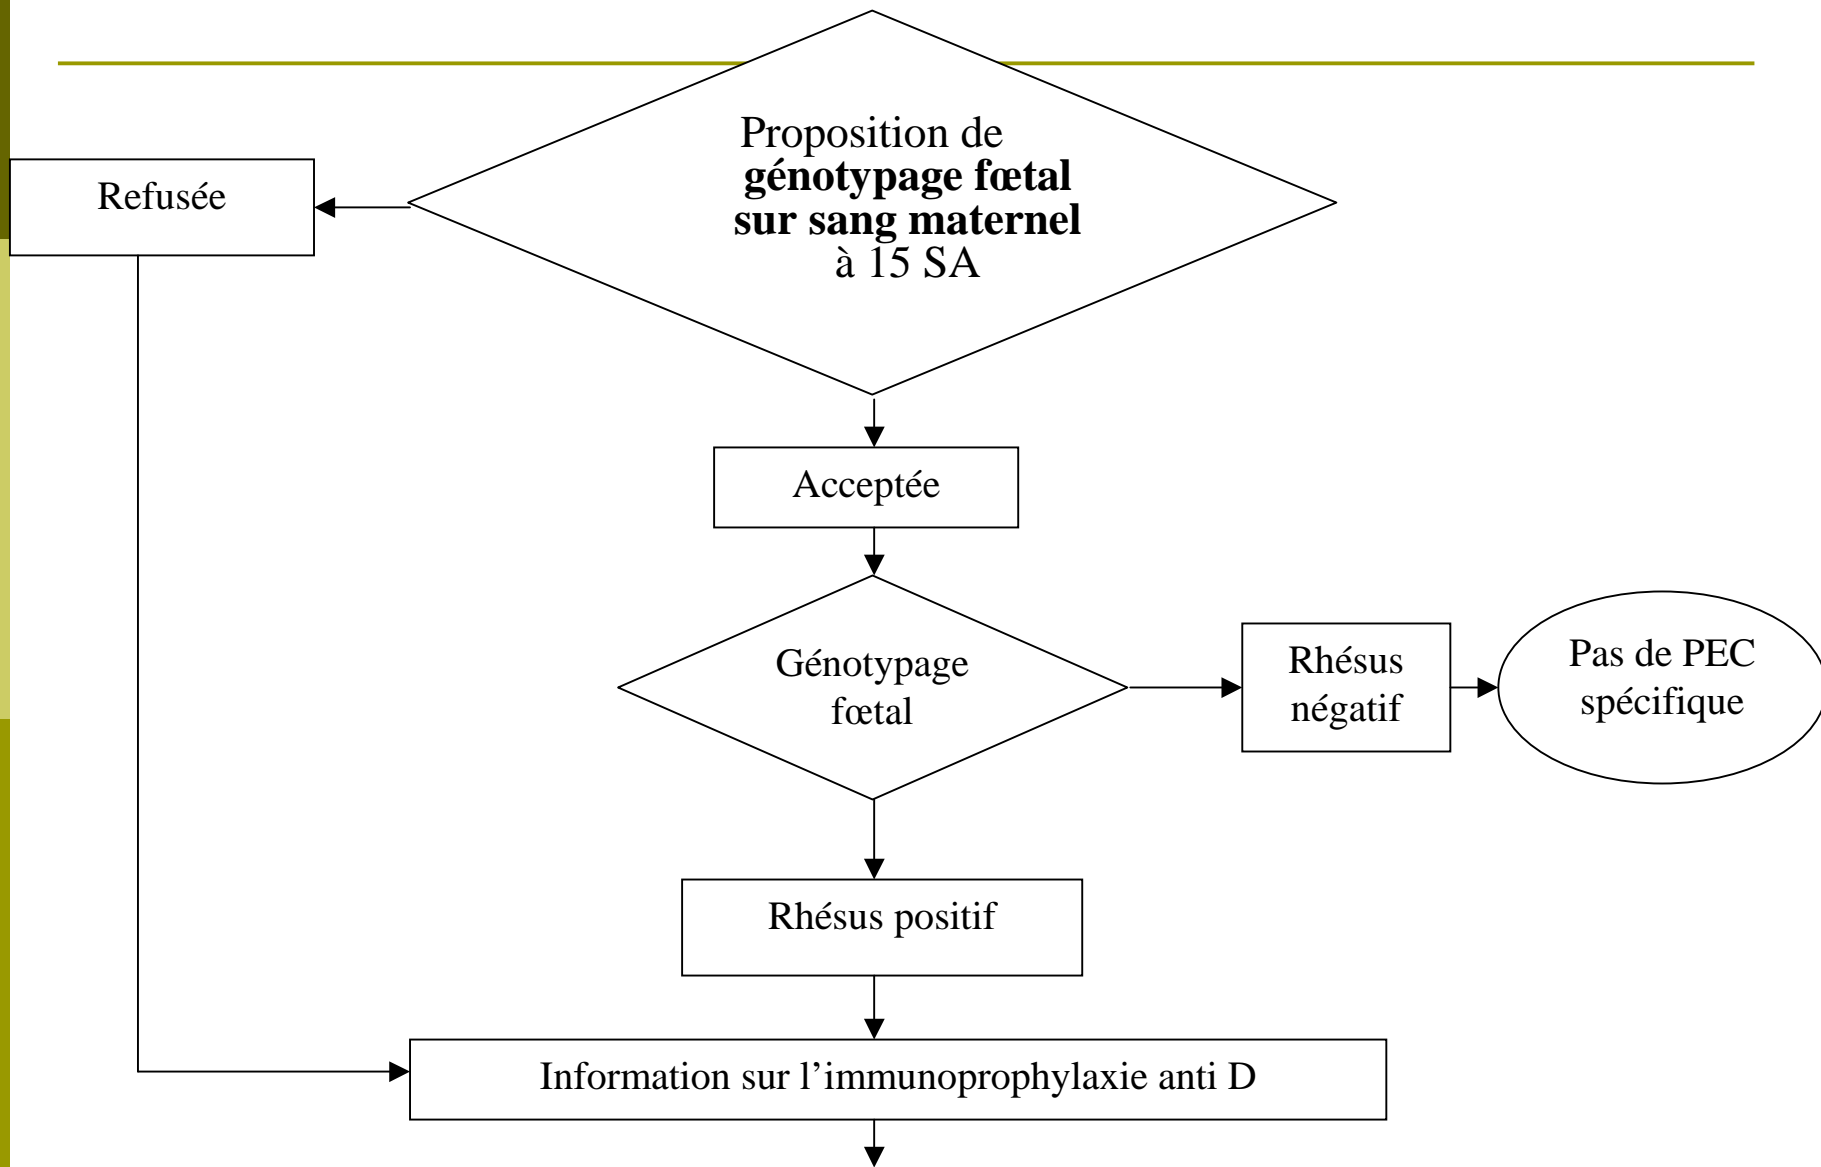 Proposition de
génotypage fœtal
sur sang maternel
à 15 SA
Refusée
Acceptée
Génotypage
fœtal
Rhésus
négatif
Pas de PEC
spécifique
Rhésus positif
Information sur l’immunoprophylaxie anti D